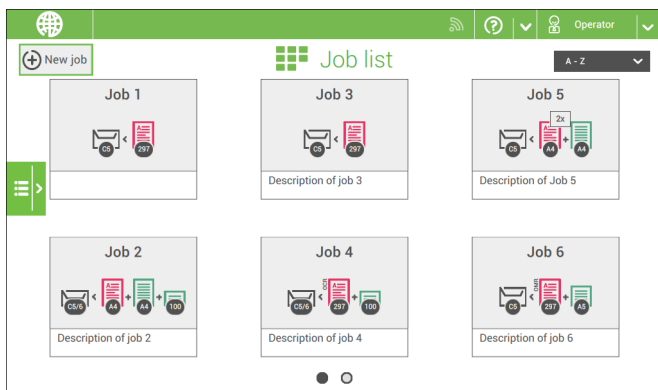 Operator
New job
Job list
A - Z
Job 1
C5
A
297
Job 3
C5
A
297
Description of job 3
Job 5
2x
C5
A
A4
A4
Description of Job 5
Job 2
C5/6
A
A4
A4
100
Description of job 2
Job 4
C5/6
OCR
A
297
100
Description of job 4
Job 6
C5
OMR
A
297
A5
Description of job 6